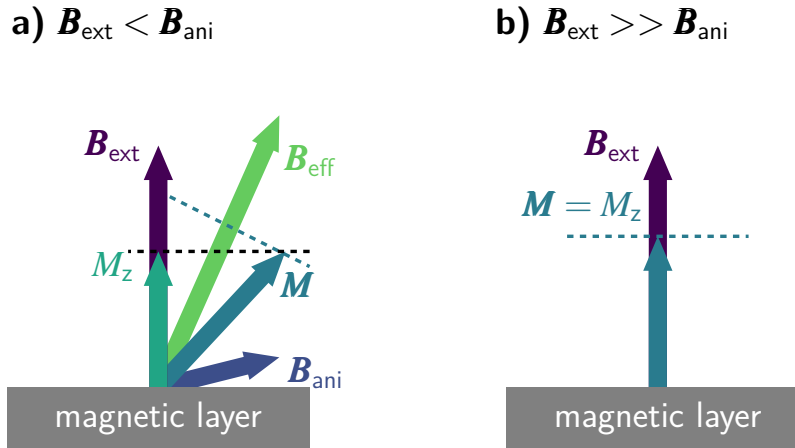 a) B_ext < B_ani
b) B_ext >> B_ani
B_ext
B_eff
M_z
M
B_ani
magnetic layer
B_ext
M = M_z
magnetic layer